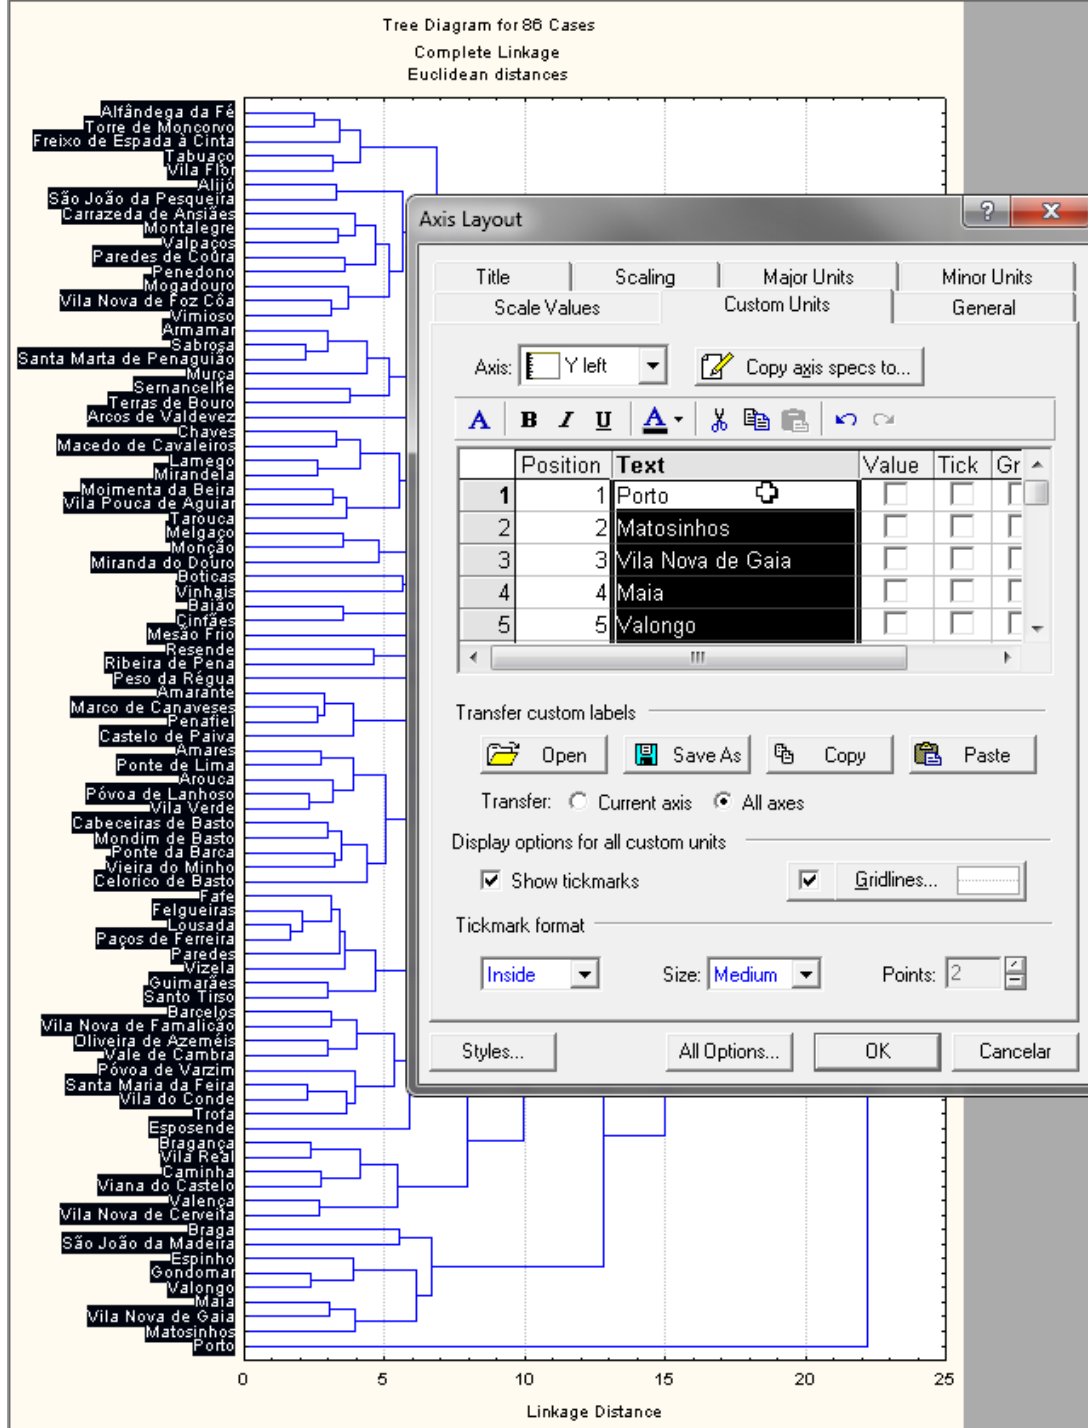 Tree Diagram for 86 Cases
Complete Linkage
Euclidean distances
Alfândega da Fé
Torre de Moncorvo
Freixo de Espada à Cinta
Tabuaço
Vila Flor
Alijó
São João da Pesqueira
Carrazeda de Ansiães
Montalegre
Valpaços
Paredes de Coura
Penedono
Mogadouro
Vila Nova de Foz Côa
Vimioso
Armamar
Sabrosa
Santa Marta de Penaguião
Murça
Sernancelhe
Terras de Bouro
Arcos de Valdevez
Chaves
Macedo de Cavaleiros
Lamego
Mirandela
Moimenta da Beira
Vila Pouca de Aguiar
Tarouca
Melgaço
Monção
Miranda do Douro
Boticas
Vinhais
Baião
Cinfães
Mesão Frio
Resende
Ribeira de Pena
Peso da Régua
Amarante
Marco de Canaveses
Penafiel
Castelo de Paiva
Amares
Ponte de Lima
Arouca
Póvoa de Lanhoso
Vila Verde
Cabeceiras de Basto
Mondim de Basto
Ponte da Barca
Vieira do Minho
Celorico de Basto
Fafe
Felgueiras
Lousada
Paços de Ferreira
Paredes
Vizela
Guimarães
Santo Tirso
Barcelos
Vila Nova de Famalicão
Oliveira de Azeméis
Vale de Cambra
Póvoa de Varzim
Santa Maria da Feira
Vila do Conde
Trofa
Esposende
Bragança
Vila Real
Caminha
Viana do Castelo
Valença
Vila Nova de Cerveira
Braga
São João da Madeira
Espinho
Gondomar
Valongo
Maia
Vila Nova de Gaia
Matosinhos
Porto
0 5 10 15 20 25
Linkage Distance
Axis Layout ? X
Title Scaling Major Units Minor Units
Scale Values Custom Units General
Axis: Y left Copy axis specs to...
A B I U A
Position Text Value Tick Gr
1 1 Porto
2 2 Matosinhos
3 3 Vila Nova de Gaia
4 4 Maia
5 5 Valongo
Transfer custom labels
Open Save As Copy Paste
Transfer: Current axis All axes
Display options for all custom units
Show tickmarks Gridlines...
Tickmark format
Inside Size: Medium Points: 2
Styles... All Options... OK Cancelar